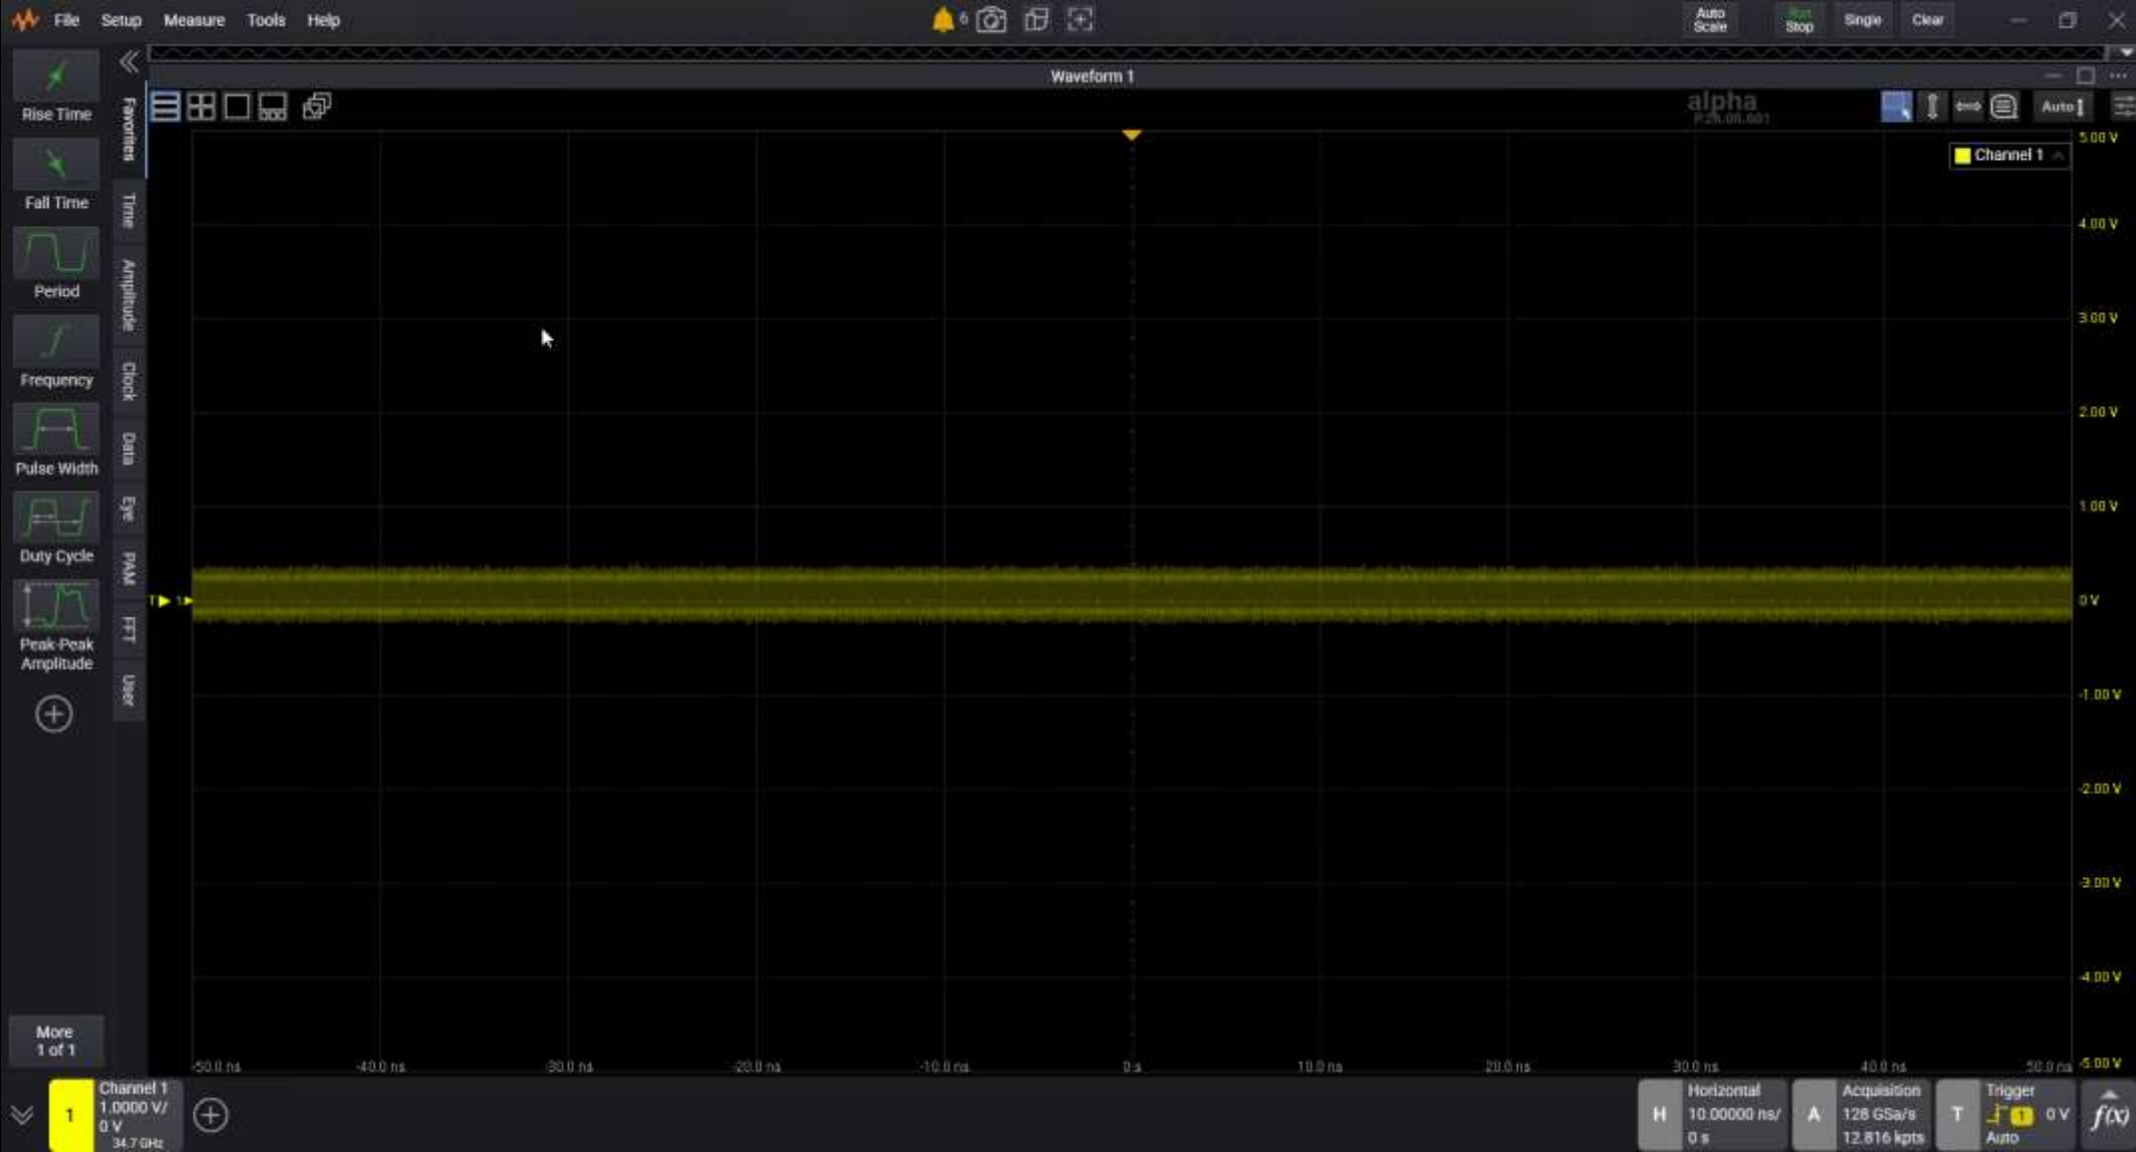 File Setup Measure Tools Help
6
Auto Scale
Run Stop
Single
Clear
Waveform 1
Rise Time
Fall Time
Period
Frequency
Pulse Width
Duty Cycle
Peak-Peak
Amplitude
More
1 of 1
Favorites
Time
Amplitude
Clock
Data
Eye
PAM
FFT
User
alpha
Auto
Channel 1
5.00 V
4.00 V
3.00 V
2.00 V
1.00 V
0 V
-1.00 V
-2.00 V
-3.00 V
-4.00 V
-5.00 V
T 1
-50.0 ns -40.0 ns -30.0 ns -20.0 ns -10.0 ns 0 s 10.0 ns 20.0 ns 30.0 ns 40.0 ns 50.0 ns
1
Channel 1
1.0000 V/
0 V
34.7 GHz
H
Horizontal
10.00000 ns/
0 s
A
Acquisition
128 GSa/s
12.816 kpts
T
Trigger
1 0 V
Auto
f(x)